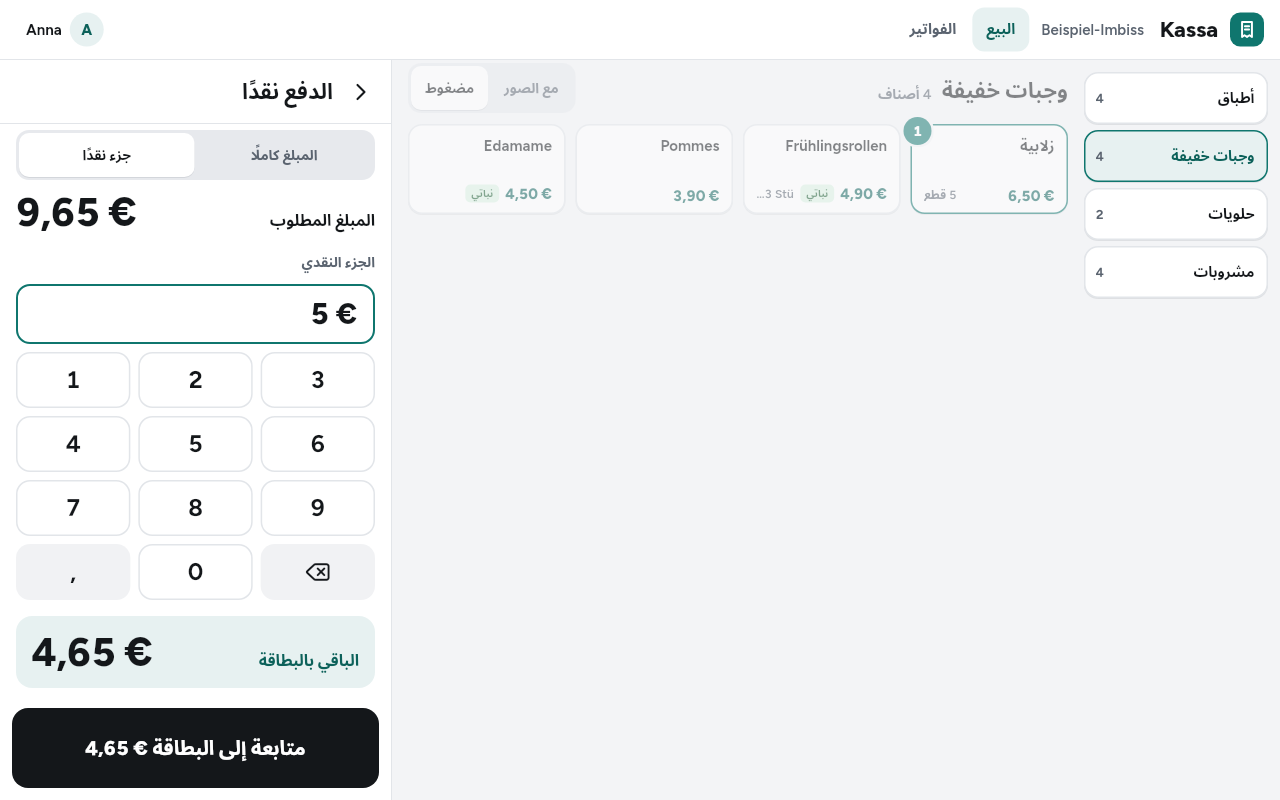 Kassa
Beispiel-Imbiss
البيع
الفواتير
Anna
A
أطباق
4
وجبات خفيفة
4
حلويات
2
مشروبات
4
وجبات خفيفة
4 أصناف
مع الصور
مضغوط
1
زلابية
6,50 €
5 قطع
Frühlingsrollen
4,90 €
نباتي
3 Stü...
Pommes
3,90 €
Edamame
4,50 €
نباتي
الدفع نقدًا
المبلغ كاملًا
جزء نقدًا
المبلغ المطلوب
9,65 €
الجزء النقدي
5 €
1 2 3
4 5 6
7 8 9
, 0
الباقي بالبطاقة
4,65 €
متابعة إلى البطاقة 4,65 €